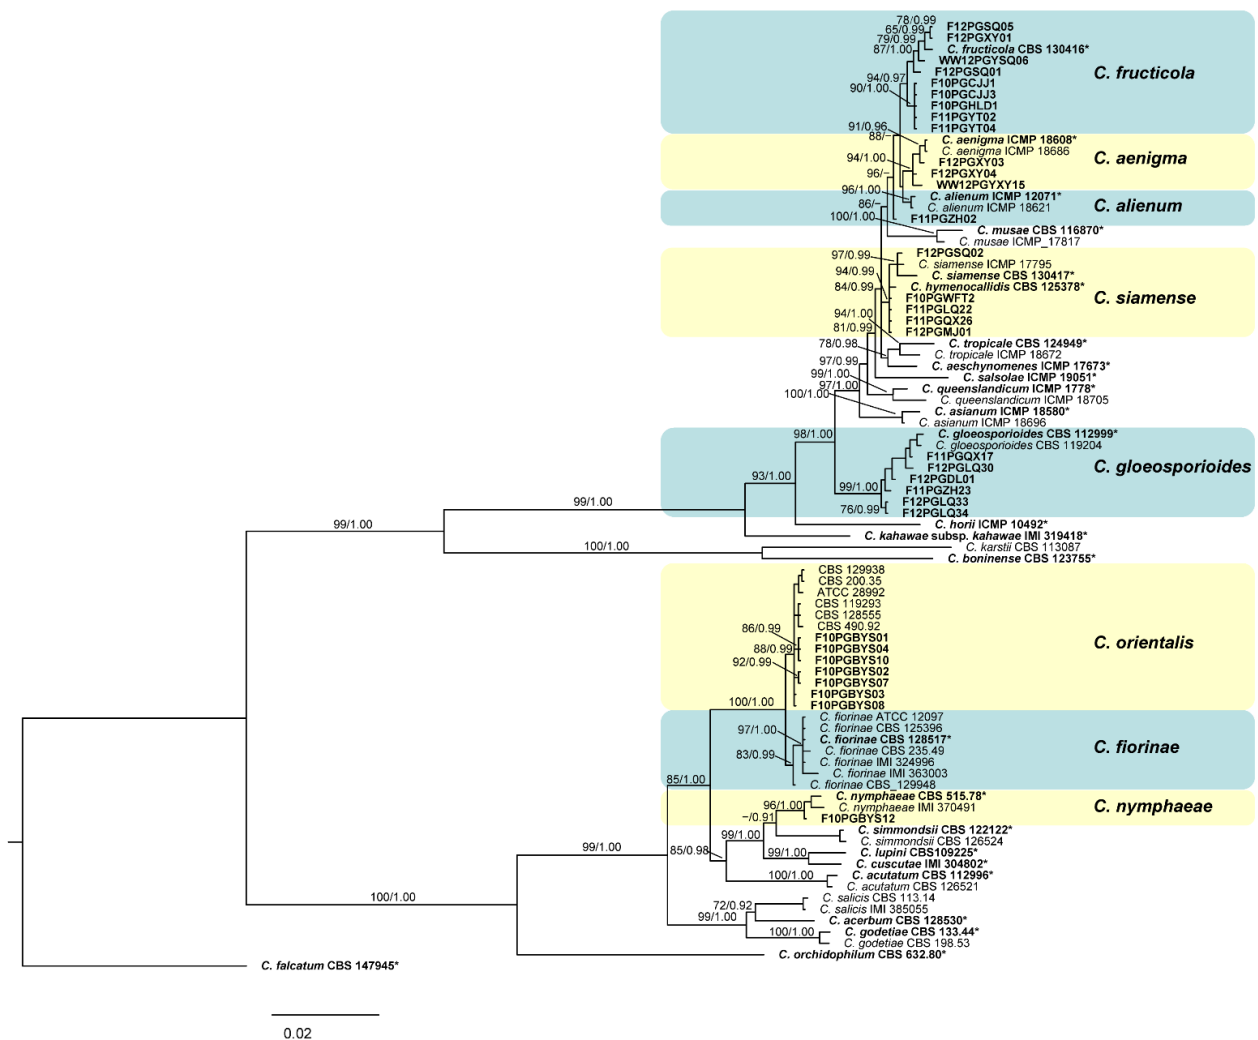 78/0.99
F12PGSQ05
65/0.99
F12PGXY01
79/0.99
C. fructicola CBS 130416*
87/1.00
WW12PGYSQ06
F12PGSQ01
C. fructicola
94/0.97
F10PGCJJ1
90/1.00
F10PGCJJ3
F10PGHLD1
F11PGYT02
F11PGYT04
91/0.96
88/–
C. aenigma ICMP 18608*
C. aenigma ICMP 18686
C. aenigma
94/1.00
F12PGXY03
96/–
F12PGXY04
WW12PGYXY15
96/1.00
C. alienum ICMP 12071*
86/–
C. alienum ICMP 18621
C. alienum
100/1.00
F11PGZH02
C. musae CBS 116870*
C. musae ICMP_17817
97/0.99
F12PGSQ02
C. siamense ICMP 17795
94/0.99
C. siamense CBS 130417*
84/0.99
C. hymenocallidis CBS 125378*
F10PGWFT2
C. siamense
F11PGLQ22
94/1.00
F11PGQX26
81/0.99
F12PGMJ01
78/0.98
C. tropicale CBS 124949*
C. tropicale ICMP 18672
97/0.99
C. aeschynomenes ICMP 17673*
99/1.00
C. salsolae ICMP 19051*
97/1.00
C. queenslandicum ICMP 1778*
100/1.00
C. queenslandicum ICMP 18705
C. asianum ICMP 18580*
C. asianum ICMP 18696
98/1.00
C. gloeosporioides CBS 112999*
C. gloeosporioides CBS 119204
F11PGQX17
F12PGLQ30
C. gloeosporioides
93/1.00
F12PGDL01
99/1.00
F11PGZH23
76/0.99
F12PGLQ33
F12PGLQ34
99/1.00
C. horii ICMP 10492*
99/1.00
C. kahawae subsp. kahawae IMI 319418*
100/1.00
C. karstii CBS 113087
C. boninense CBS 123755*
CBS 129938
CBS 200.35
ATCC 28992
CBS 119293
CBS 128555
CBS 490.92
86/0.99
F10PGBYS01
88/0.99
F10PGBYS04
C. orientalis
92/0.99
F10PGBYS10
F10PGBYS02
F10PGBYS07
F10PGBYS03
100/1.00
F10PGBYS08
C. fiorinae ATCC 12097
97/1.00
C. fiorinae CBS 125396
C. fiorinae CBS 128517*
C. fiorinae
83/0.99
C. fiorinae CBS 235.49
C. fiorinae IMI 324996
C. fiorinae IMI 363003
85/1.00
C. fiorinae CBS_129948
C. nymphaeae CBS 515.78*
96/1.00
C. nymphaeae IMI 370491
C. nymphaeae
–/0.91
F10PGBYS12
99/1.00
C. simmondsii CBS 122122*
C. simmondsii CBS 126524
85/0.98
99/1.00
C. lupini CBS109225*
99/1.00
C. cuscutae IMI 304802*
100/1.00
C. acutatum CBS 112996*
C. acutatum CBS 126521
100/1.00
C. salicis CBS 113.14
72/0.92
C. salicis IMI 385055
99/1.00
C. acerbum CBS 128530*
100/1.00
C. godetiae CBS 133.44*
C. godetiae CBS 198.53
C. orchidophilum CBS 632.80*
C. falcatum CBS 147945*
0.02